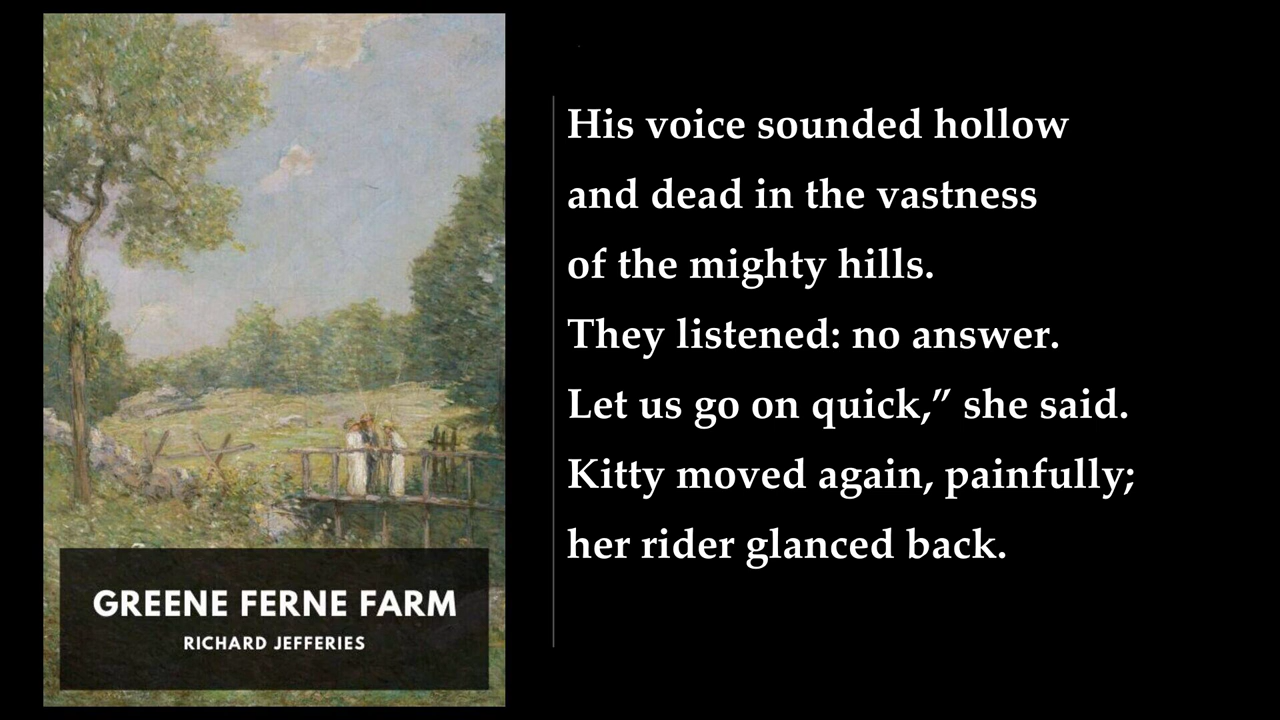 GREENE FERNE FARM
RICHARD JEFFERIES
His voice sounded hollow
and dead in the vastness
of the mighty hills.
They listened: no answer.
Let us go on quick,” she said.
Kitty moved again, painfully;
her rider glanced back.